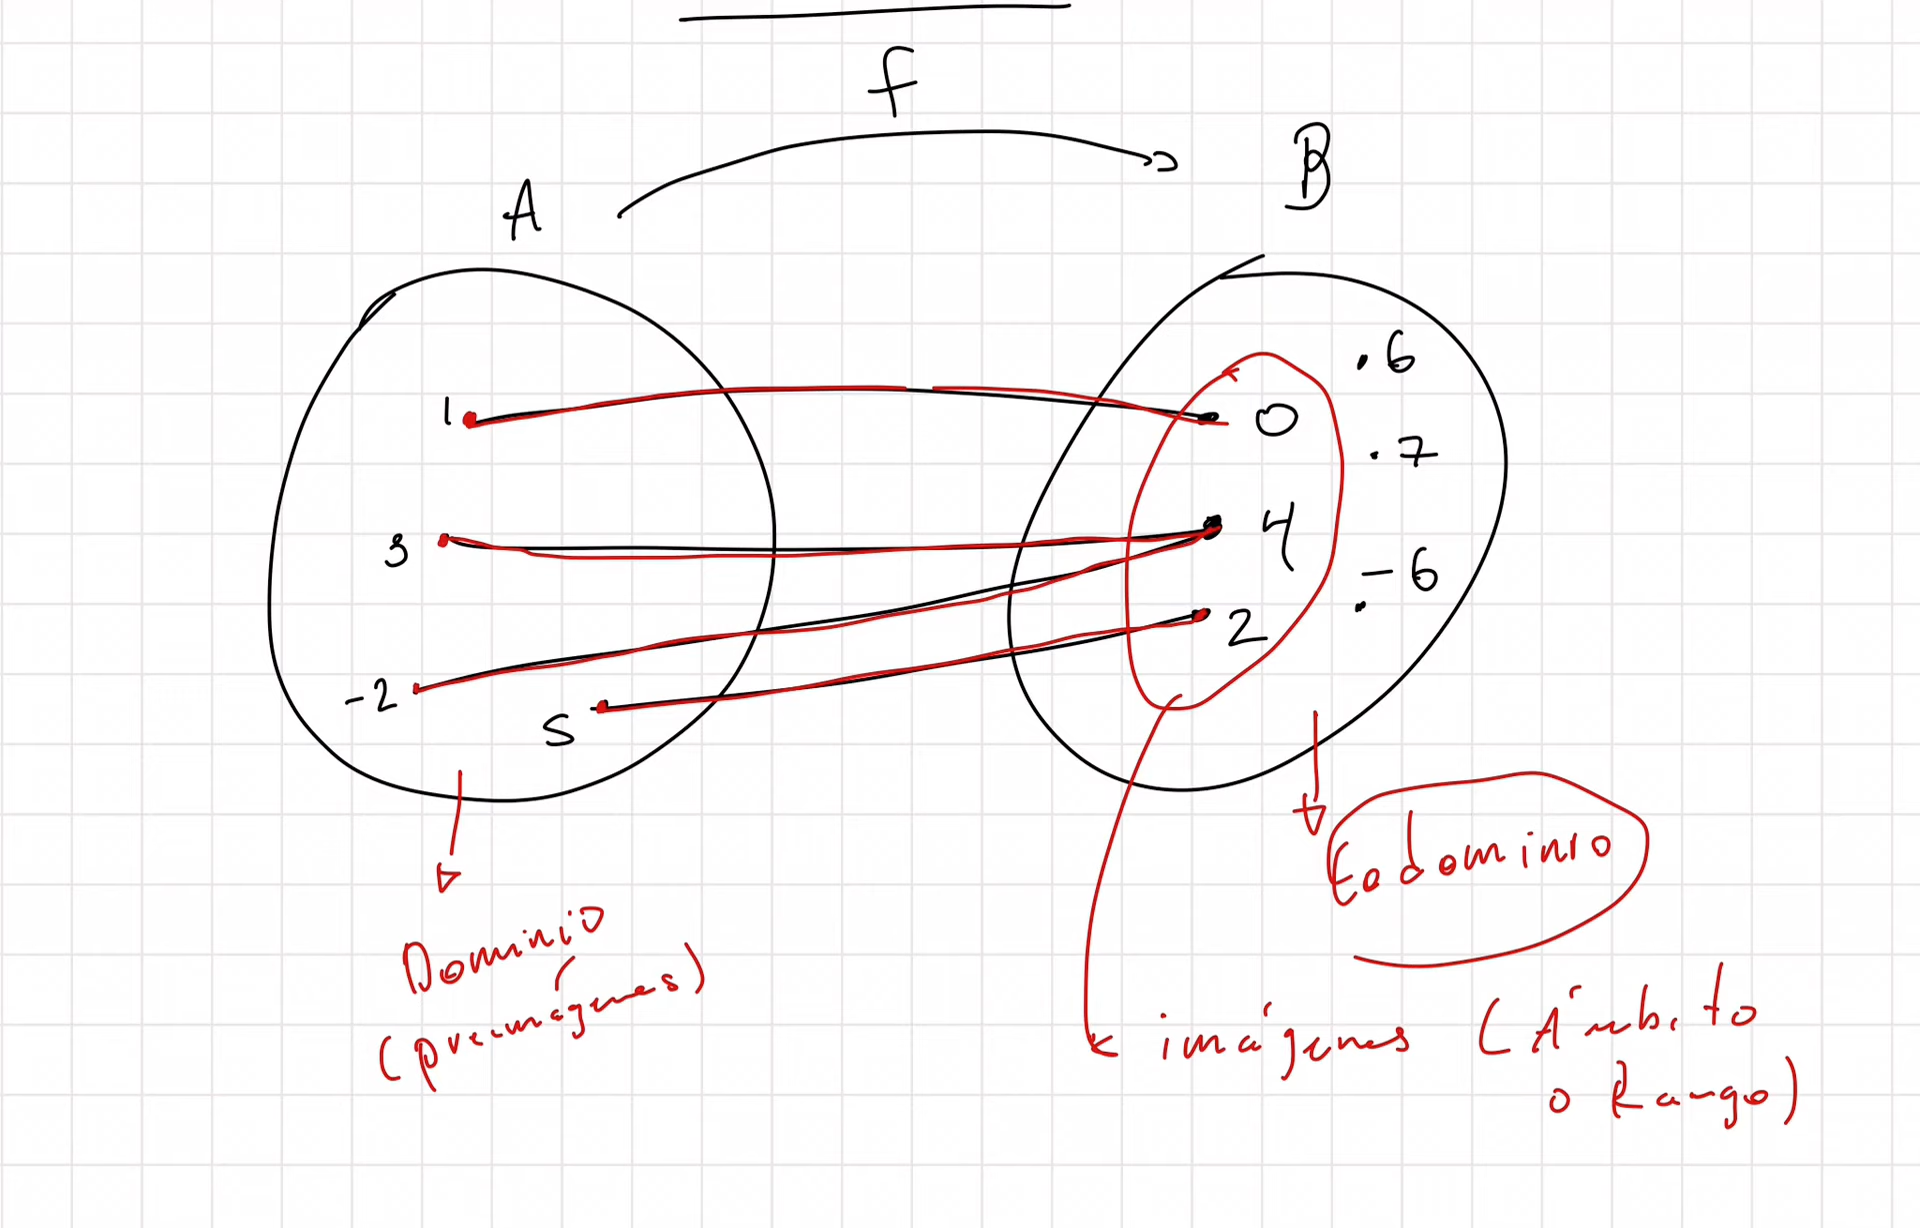 f
A
B
1
3
-2
5
. 6
0
. 7
4
- 6
2
Dominio
(preimágenes)
Codominio
imágenes (Ámbito
o Rango)